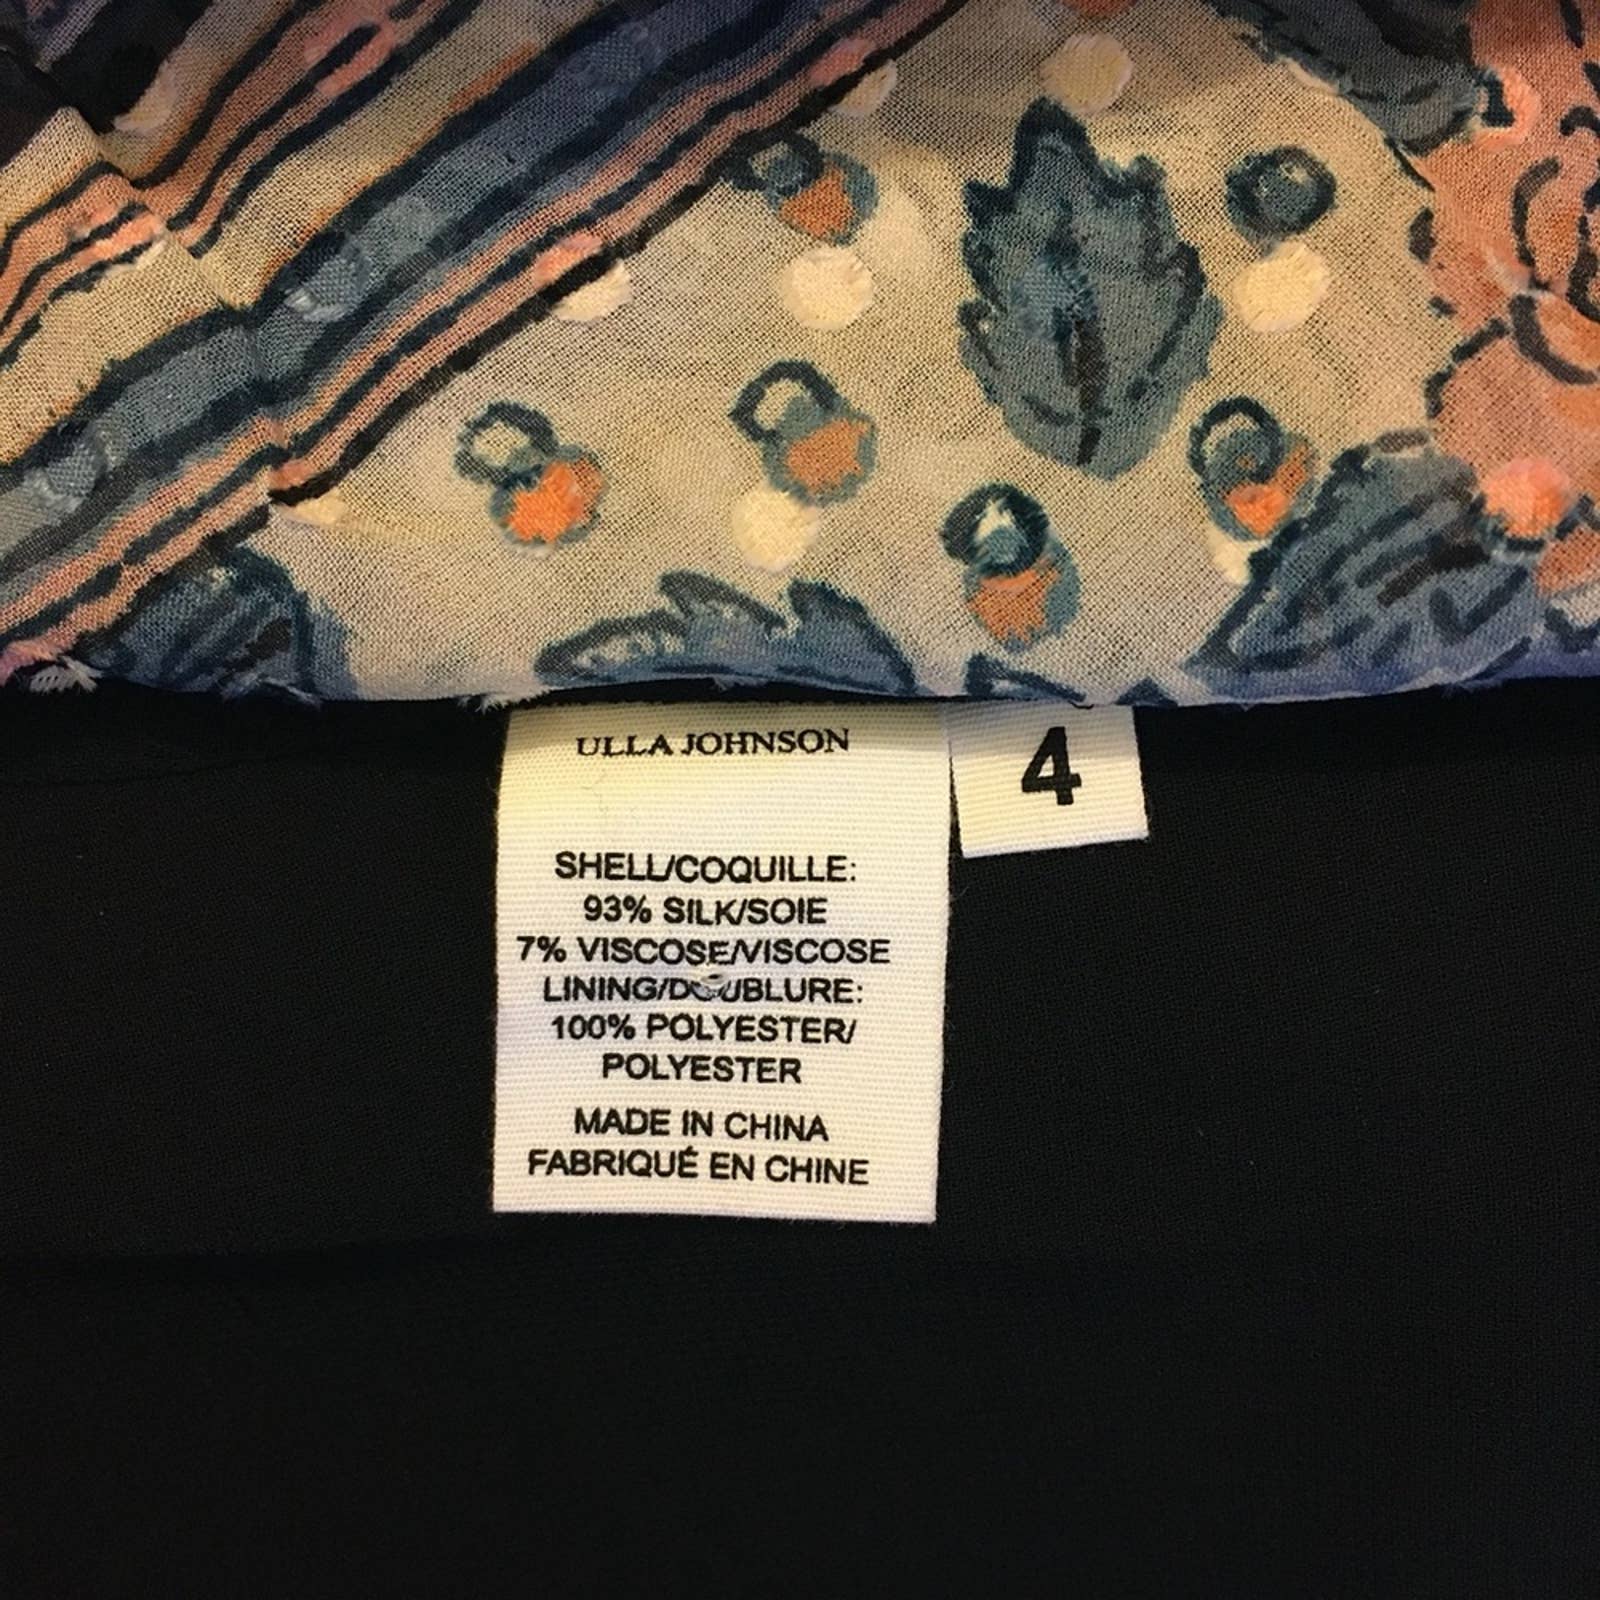 ULLA JOHNSON
4
SHELL/COQUILLE:
93% SILK/SOIE
7% VISCOSE/VISCOSE
LINING/DOUBLURE:
100% POLYESTER/
POLYESTER
MADE IN CHINA
FABRIQUÉ EN CHINE